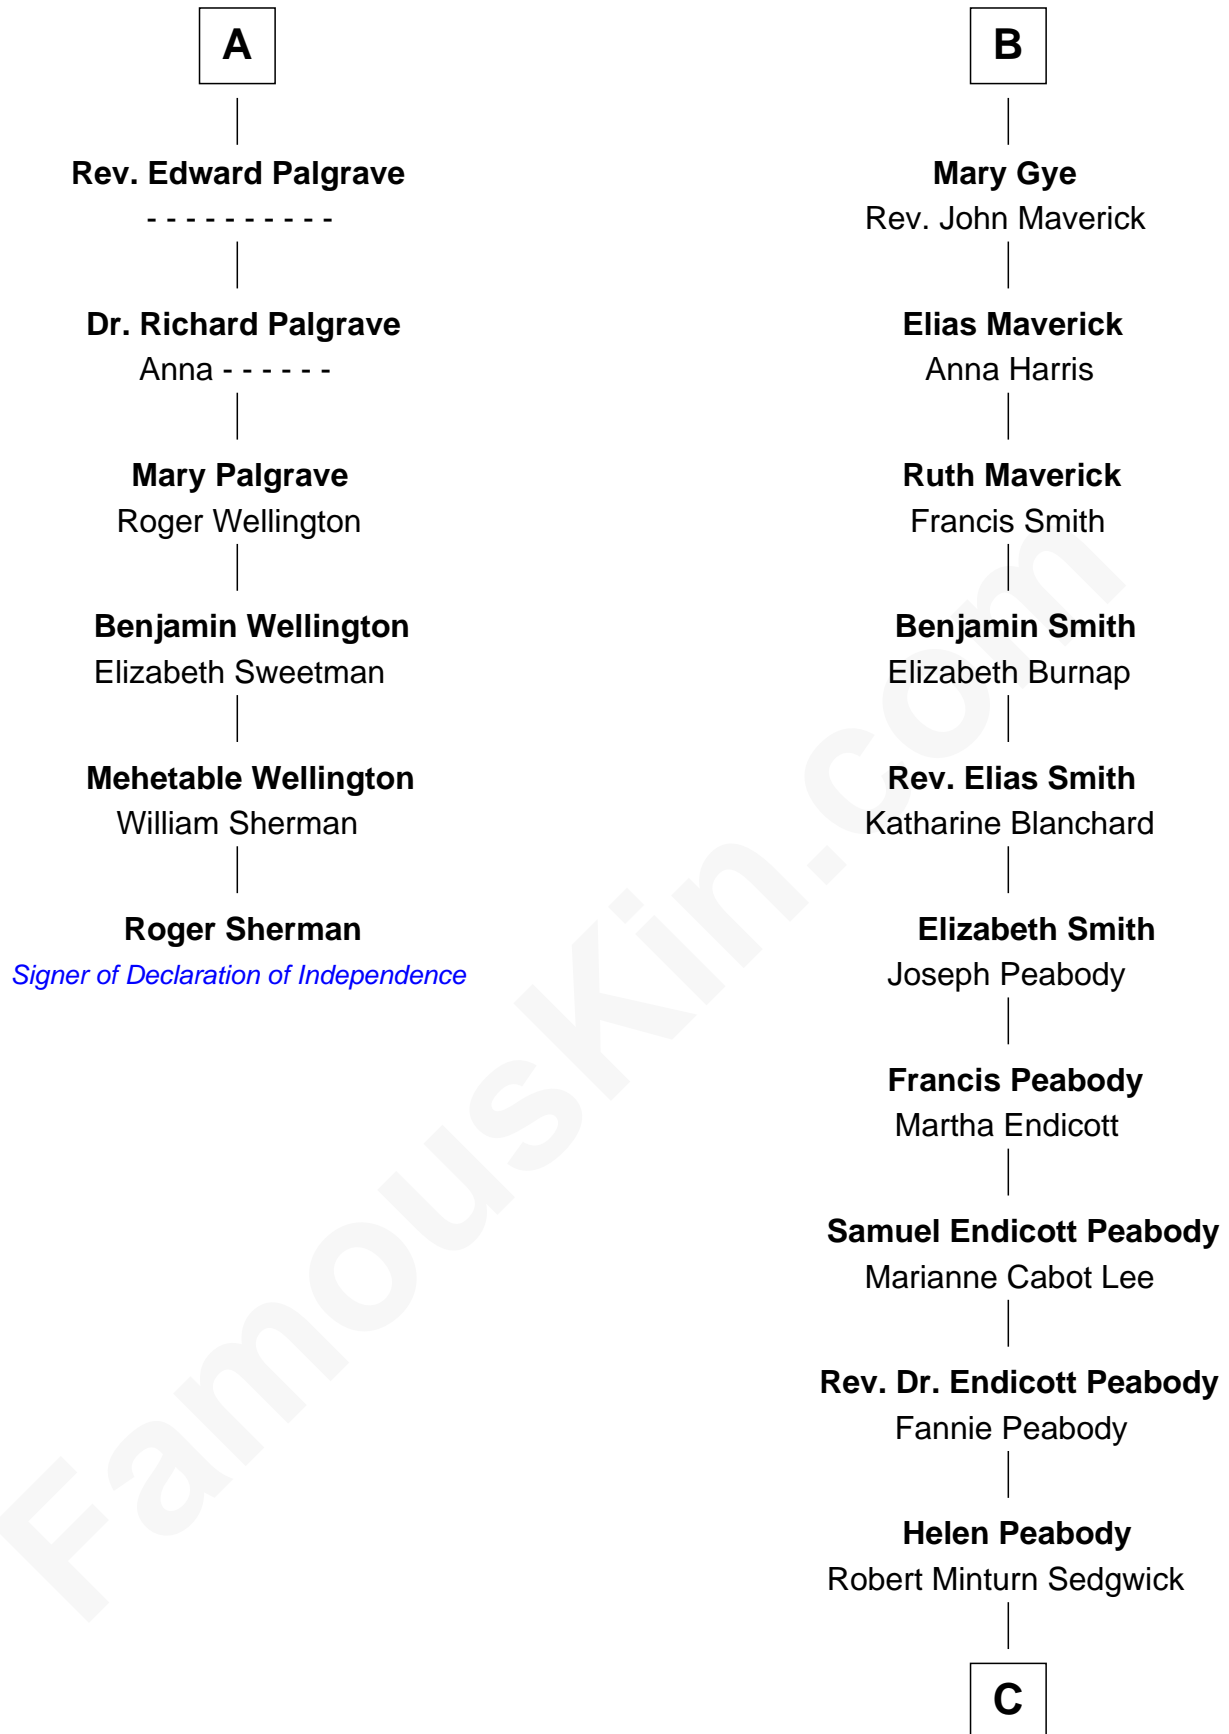 A
Rev. Edward Palgrave
- - - - - - - - - -
Dr. Richard Palgrave
Anna - - - - - -
Mary Palgrave
Roger Wellington
Benjamin Wellington
Elizabeth Sweetman
Mehetable Wellington
William Sherman
Roger Sherman
Signer of Declaration of Independence
B
Mary Gye
Rev. John Maverick
Elias Maverick
Anna Harris
Ruth Maverick
Francis Smith
Benjamin Smith
Elizabeth Burnap
Rev. Elias Smith
Katharine Blanchard
Elizabeth Smith
Joseph Peabody
Francis Peabody
Martha Endicott
Samuel Endicott Peabody
Marianne Cabot Lee
Rev. Dr. Endicott Peabody
Fannie Peabody
Helen Peabody
Robert Minturn Sedgwick
C
FamousKin.com